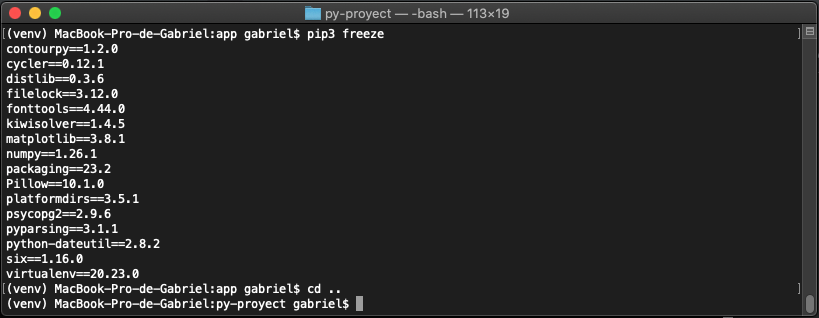 py-proyect — -bash — 113×19
[(venv) MacBook-Pro-de-Gabriel:app gabriel$ pip3 freeze ]
contourpy==1.2.0
cycler==0.12.1
distlib==0.3.6
filelock==3.12.0
fonttools==4.44.0
kiwisolver==1.4.5
matplotlib==3.8.1
numpy==1.26.1
packaging==23.2
Pillow==10.1.0
platformdirs==3.5.1
psycopg2==2.9.6
pyparsing==3.1.1
python-dateutil==2.8.2
six==1.16.0
virtualenv==20.23.0
[(venv) MacBook-Pro-de-Gabriel:app gabriel$ cd .. ]
(venv) MacBook-Pro-de-Gabriel:py-proyect gabriel$